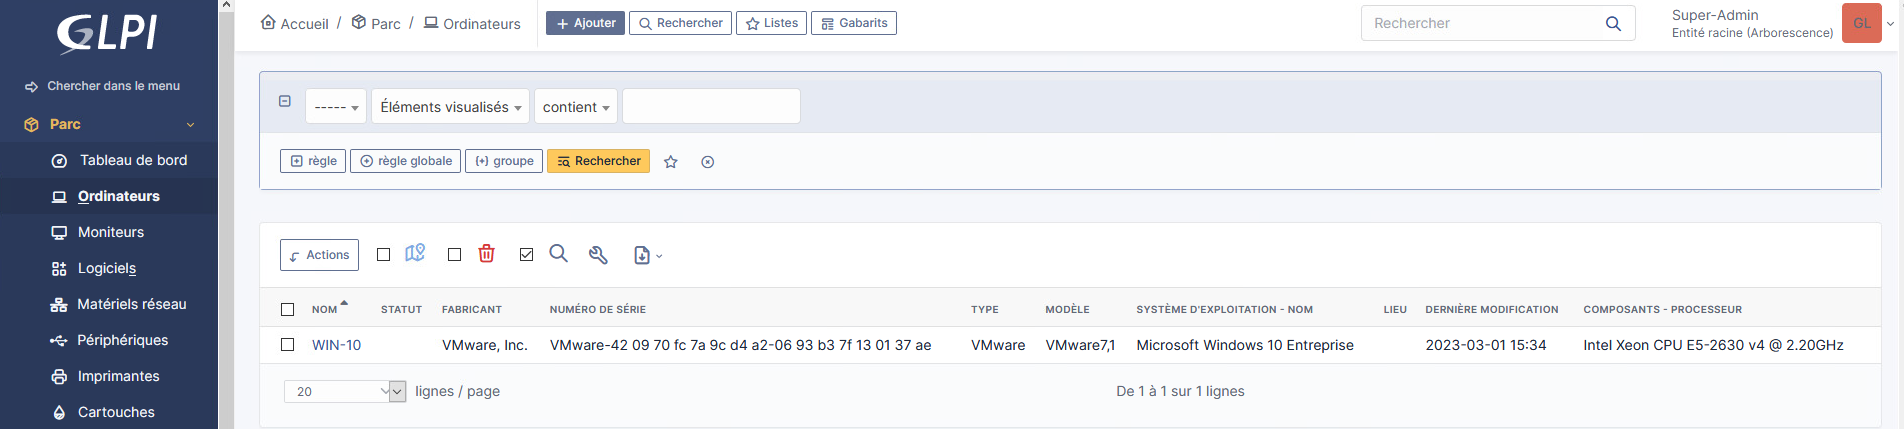 GLPI
Chercher dans le menu
Parc
Tableau de bord
Ordinateurs
Moniteurs
Logiciels
Matériels réseau
Périphériques
Imprimantes
Cartouches
Accueil / Parc / Ordinateurs
Ajouter
Rechercher
Listes
Gabarits
Rechercher
Super-Admin
Entité racine (Arborescence)
GL
----- Éléments visualisés contient
règle
règle globale
groupe
Rechercher
Actions
NOM STATUT FABRICANT NUMÉRO DE SÉRIE TYPE MODÈLE SYSTÈME D'EXPLOITATION - NOM LIEU DERNIÈRE MODIFICATION COMPOSANTS - PROCESSEUR
WIN-10 VMware, Inc. VMware-42 09 70 fc 7a 9c d4 a2-06 93 b3 7f 13 01 37 ae VMware VMware7,1 Microsoft Windows 10 Entreprise 2023-03-01 15:34 Intel Xeon CPU E5-2630 v4 @ 2.20GHz
20 lignes / page
De 1 à 1 sur 1 lignes